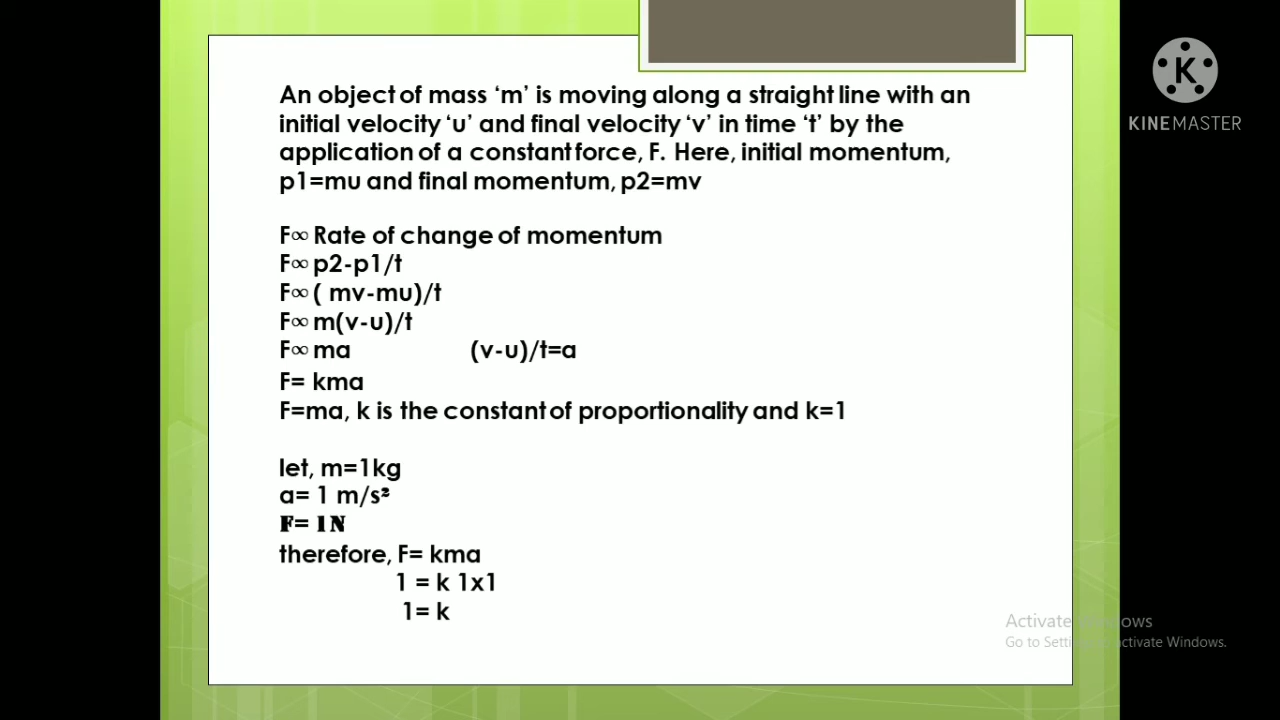 An object of mass ‘m’ is moving along a straight line with an
initial velocity ‘u’ and final velocity ‘v’ in time ‘t’ by the
application of a constant force, F. Here, initial momentum,
p1=mu and final momentum, p2=mv
F∞ Rate of change of momentum
F∞ p2-p1/t
F∞ ( mv-mu)/t
F∞ m(v-u)/t
F∞ ma (v-u)/t=a
F= kma
F=ma, k is the constant of proportionality and k=1
let, m=1kg
a= 1 m/s²
F= 1N
therefore, F= kma
1 = k 1x1
1= k
K
KINEMASTER
Activate Windows
Go to Settings to activate Windows.